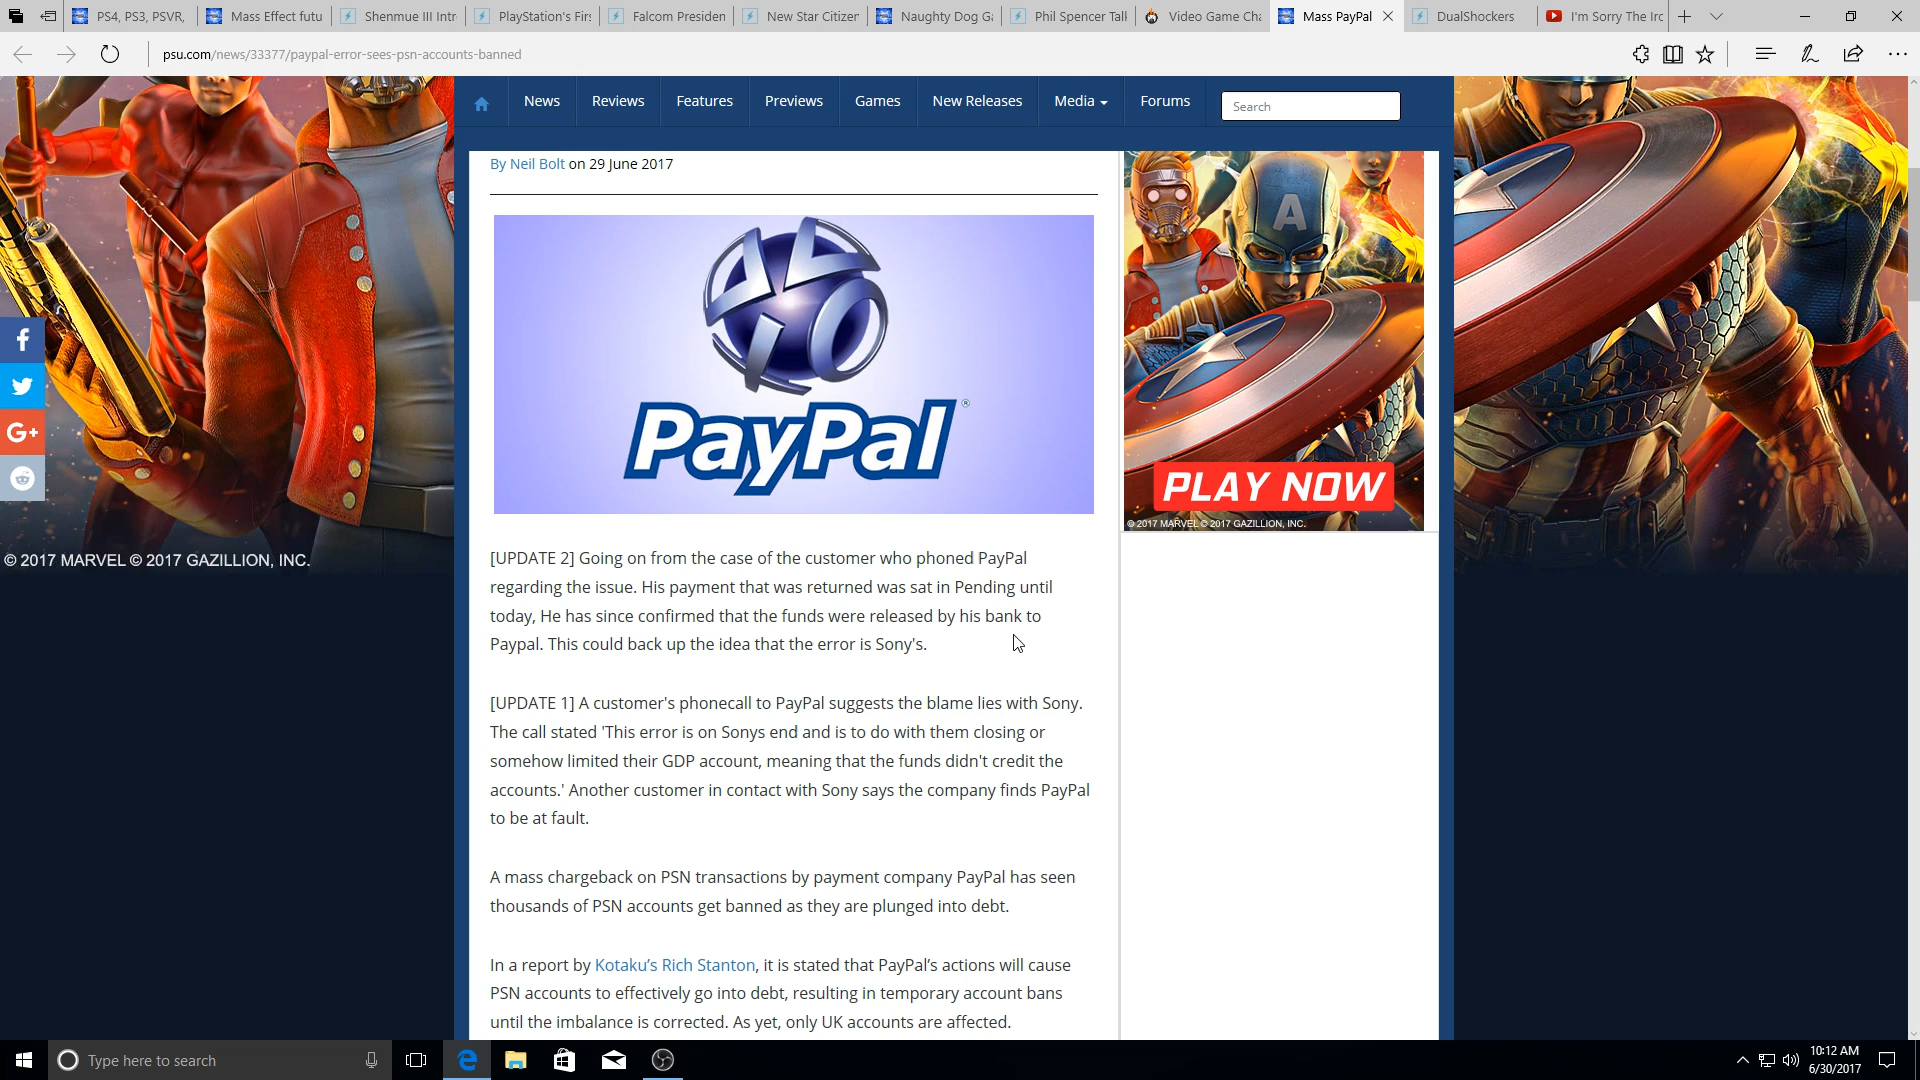 PS4, PS3, PSVR,
Mass Effect futu
Shenmue III Intr
PlayStation's Firs
Falcom Presiden
New Star Citizen
Naughty Dog Ga
Phil Spencer Talk
Video Game Cha
Mass PayPal
DualShockers
I'm Sorry The Iro
psu.com/news/33377/paypal-error-sees-psn-accounts-banned
News
Reviews
Features
Previews
Games
New Releases
Media
Forums
Search
By Neil Bolt on 29 June 2017
PayPal
®
A
PLAY NOW
© 2017 MARVEL © 2017 GAZILLION, INC.
f
G+
© 2017 MARVEL © 2017 GAZILLION, INC.
[UPDATE 2] Going on from the case of the customer who phoned PayPal
regarding the issue. His payment that was returned was sat in Pending until
today, He has since confirmed that the funds were released by his bank to
Paypal. This could back up the idea that the error is Sony's.
[UPDATE 1] A customer's phonecall to PayPal suggests the blame lies with Sony.
The call stated 'This error is on Sonys end and is to do with them closing or
somehow limited their GDP account, meaning that the funds didn't credit the
accounts.' Another customer in contact with Sony says the company finds PayPal
to be at fault.
A mass chargeback on PSN transactions by payment company PayPal has seen
thousands of PSN accounts get banned as they are plunged into debt.
In a report by Kotaku’s Rich Stanton, it is stated that PayPal’s actions will cause
PSN accounts to effectively go into debt, resulting in temporary account bans
until the imbalance is corrected. As yet, only UK accounts are affected.
Type here to search
10:12 AM
6/30/2017